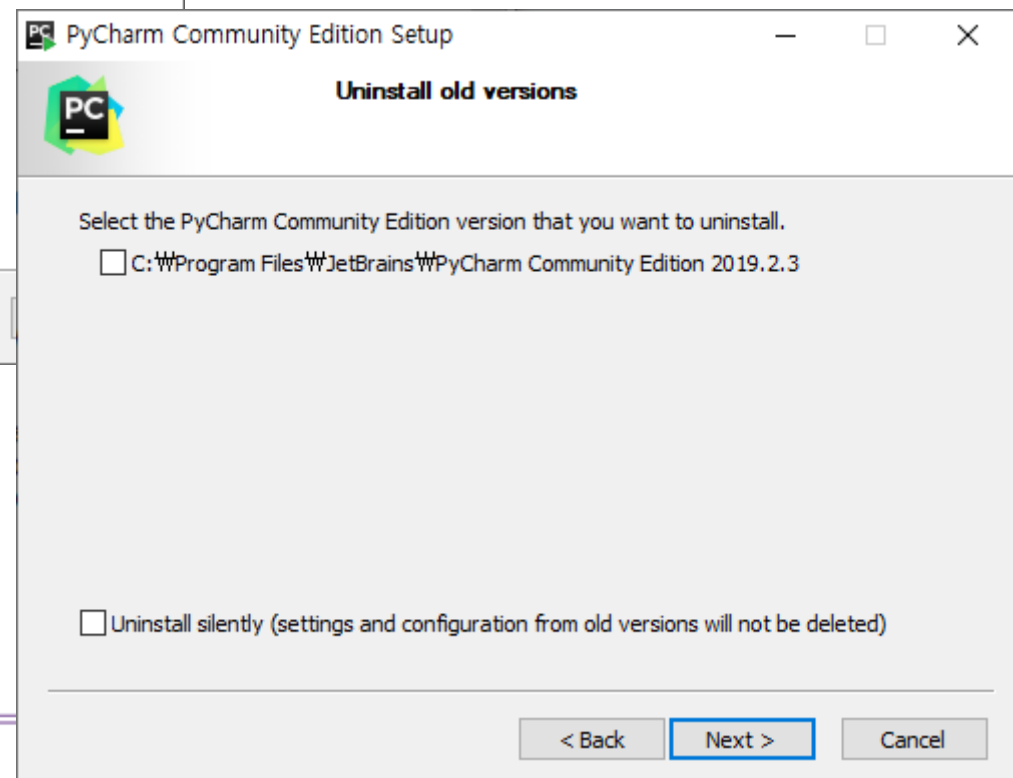 PC PyCharm Community Edition Setup
PC
Uninstall old versions
Select the PyCharm Community Edition version that you want to uninstall.
C:₩Program Files₩JetBrains₩PyCharm Community Edition 2019.2.3
Uninstall silently (settings and configuration from old versions will not be deleted)
< Back
Next >
Cancel